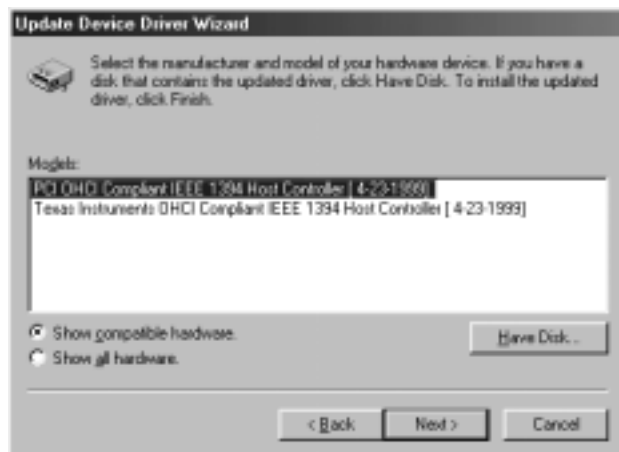 Update Device Driver Wizard
Select the manufacturer and model of your hardware device. If you have a
disk that contains the updated driver, click Have Disk. To install the updated
driver, click Finish.
Models:
PCI OHCI Compliant IEEE 1394 Host Controller [ 4-23-1999]
Texas Instruments OHCI Compliant IEEE 1394 Host Controller [ 4-23-1999]
Show compatible hardware.
Have Disk...
Show all hardware.
< Back
Next >
Cancel